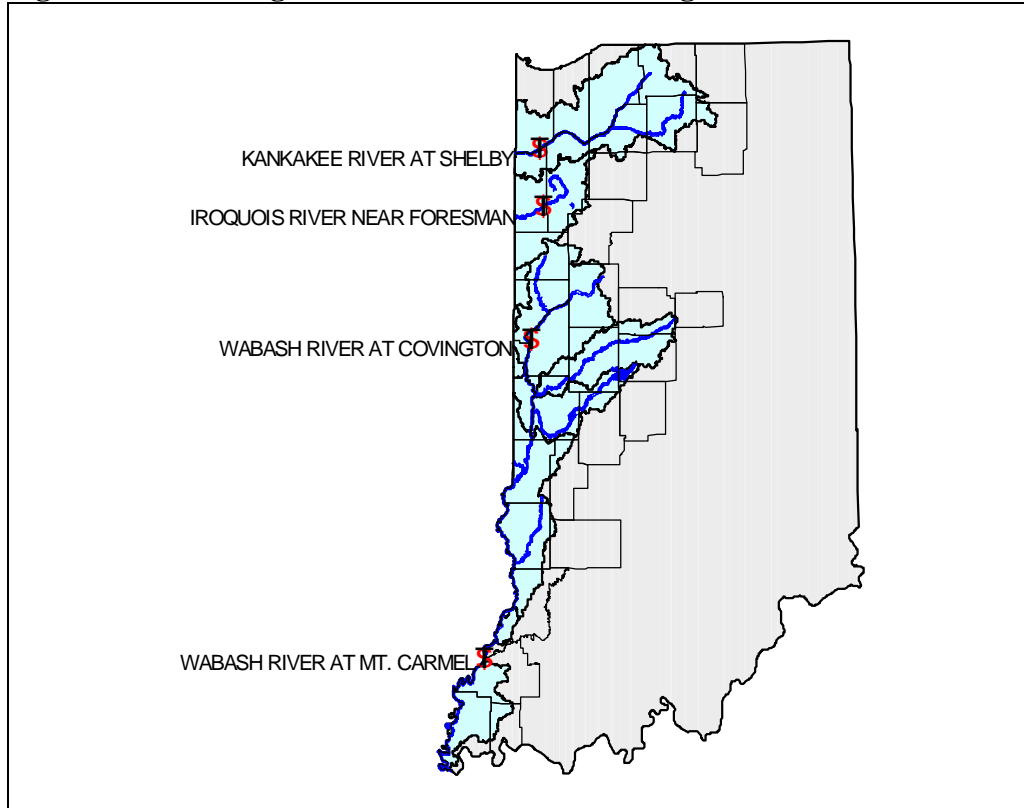 KANKAKEE RIVER AT SHELBY
IROQUOIS RIVER NEAR FORESMAN
WABASH RIVER AT COVINGTON
WABASH RIVER AT MT. CARMEL